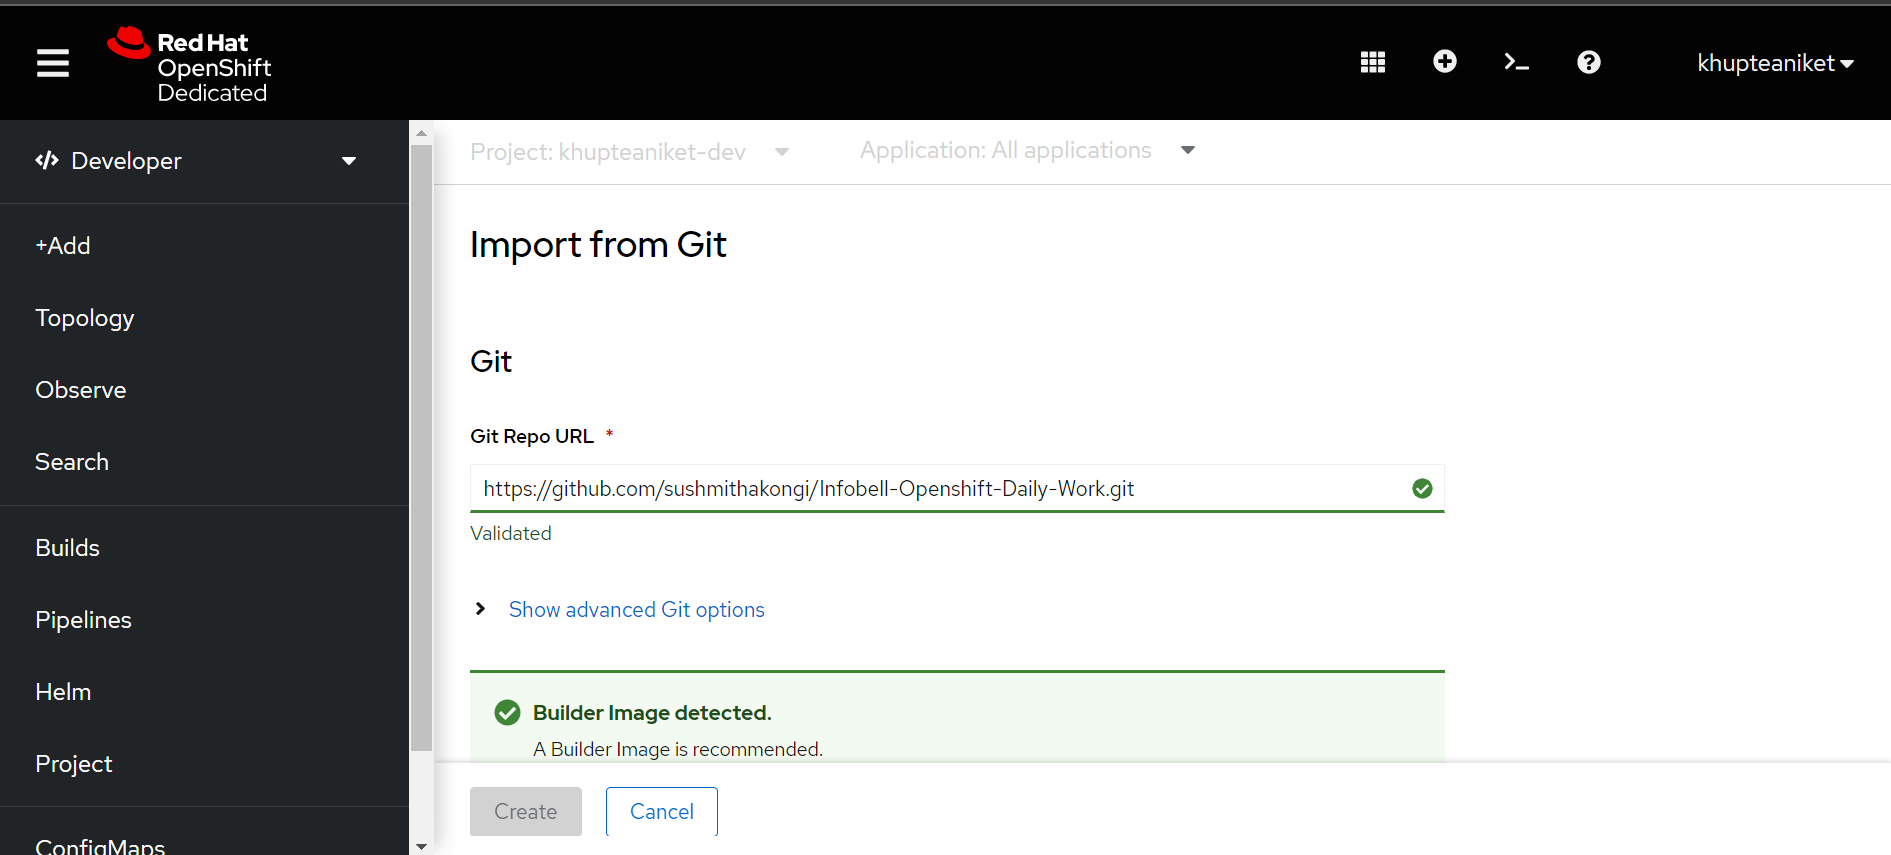 Red Hat
OpenShift
Dedicated
khupteaniket
Developer
+Add
Topology
Observe
Search
Builds
Pipelines
Helm
Project
ConfigMaps
Project: khupteaniket-dev
Application: All applications
Import from Git
Git
Git Repo URL *
https://github.com/sushmithakongi/Infobell-Openshift-Daily-Work.git
Validated
Show advanced Git options
Builder Image detected.
A Builder Image is recommended.
Create
Cancel